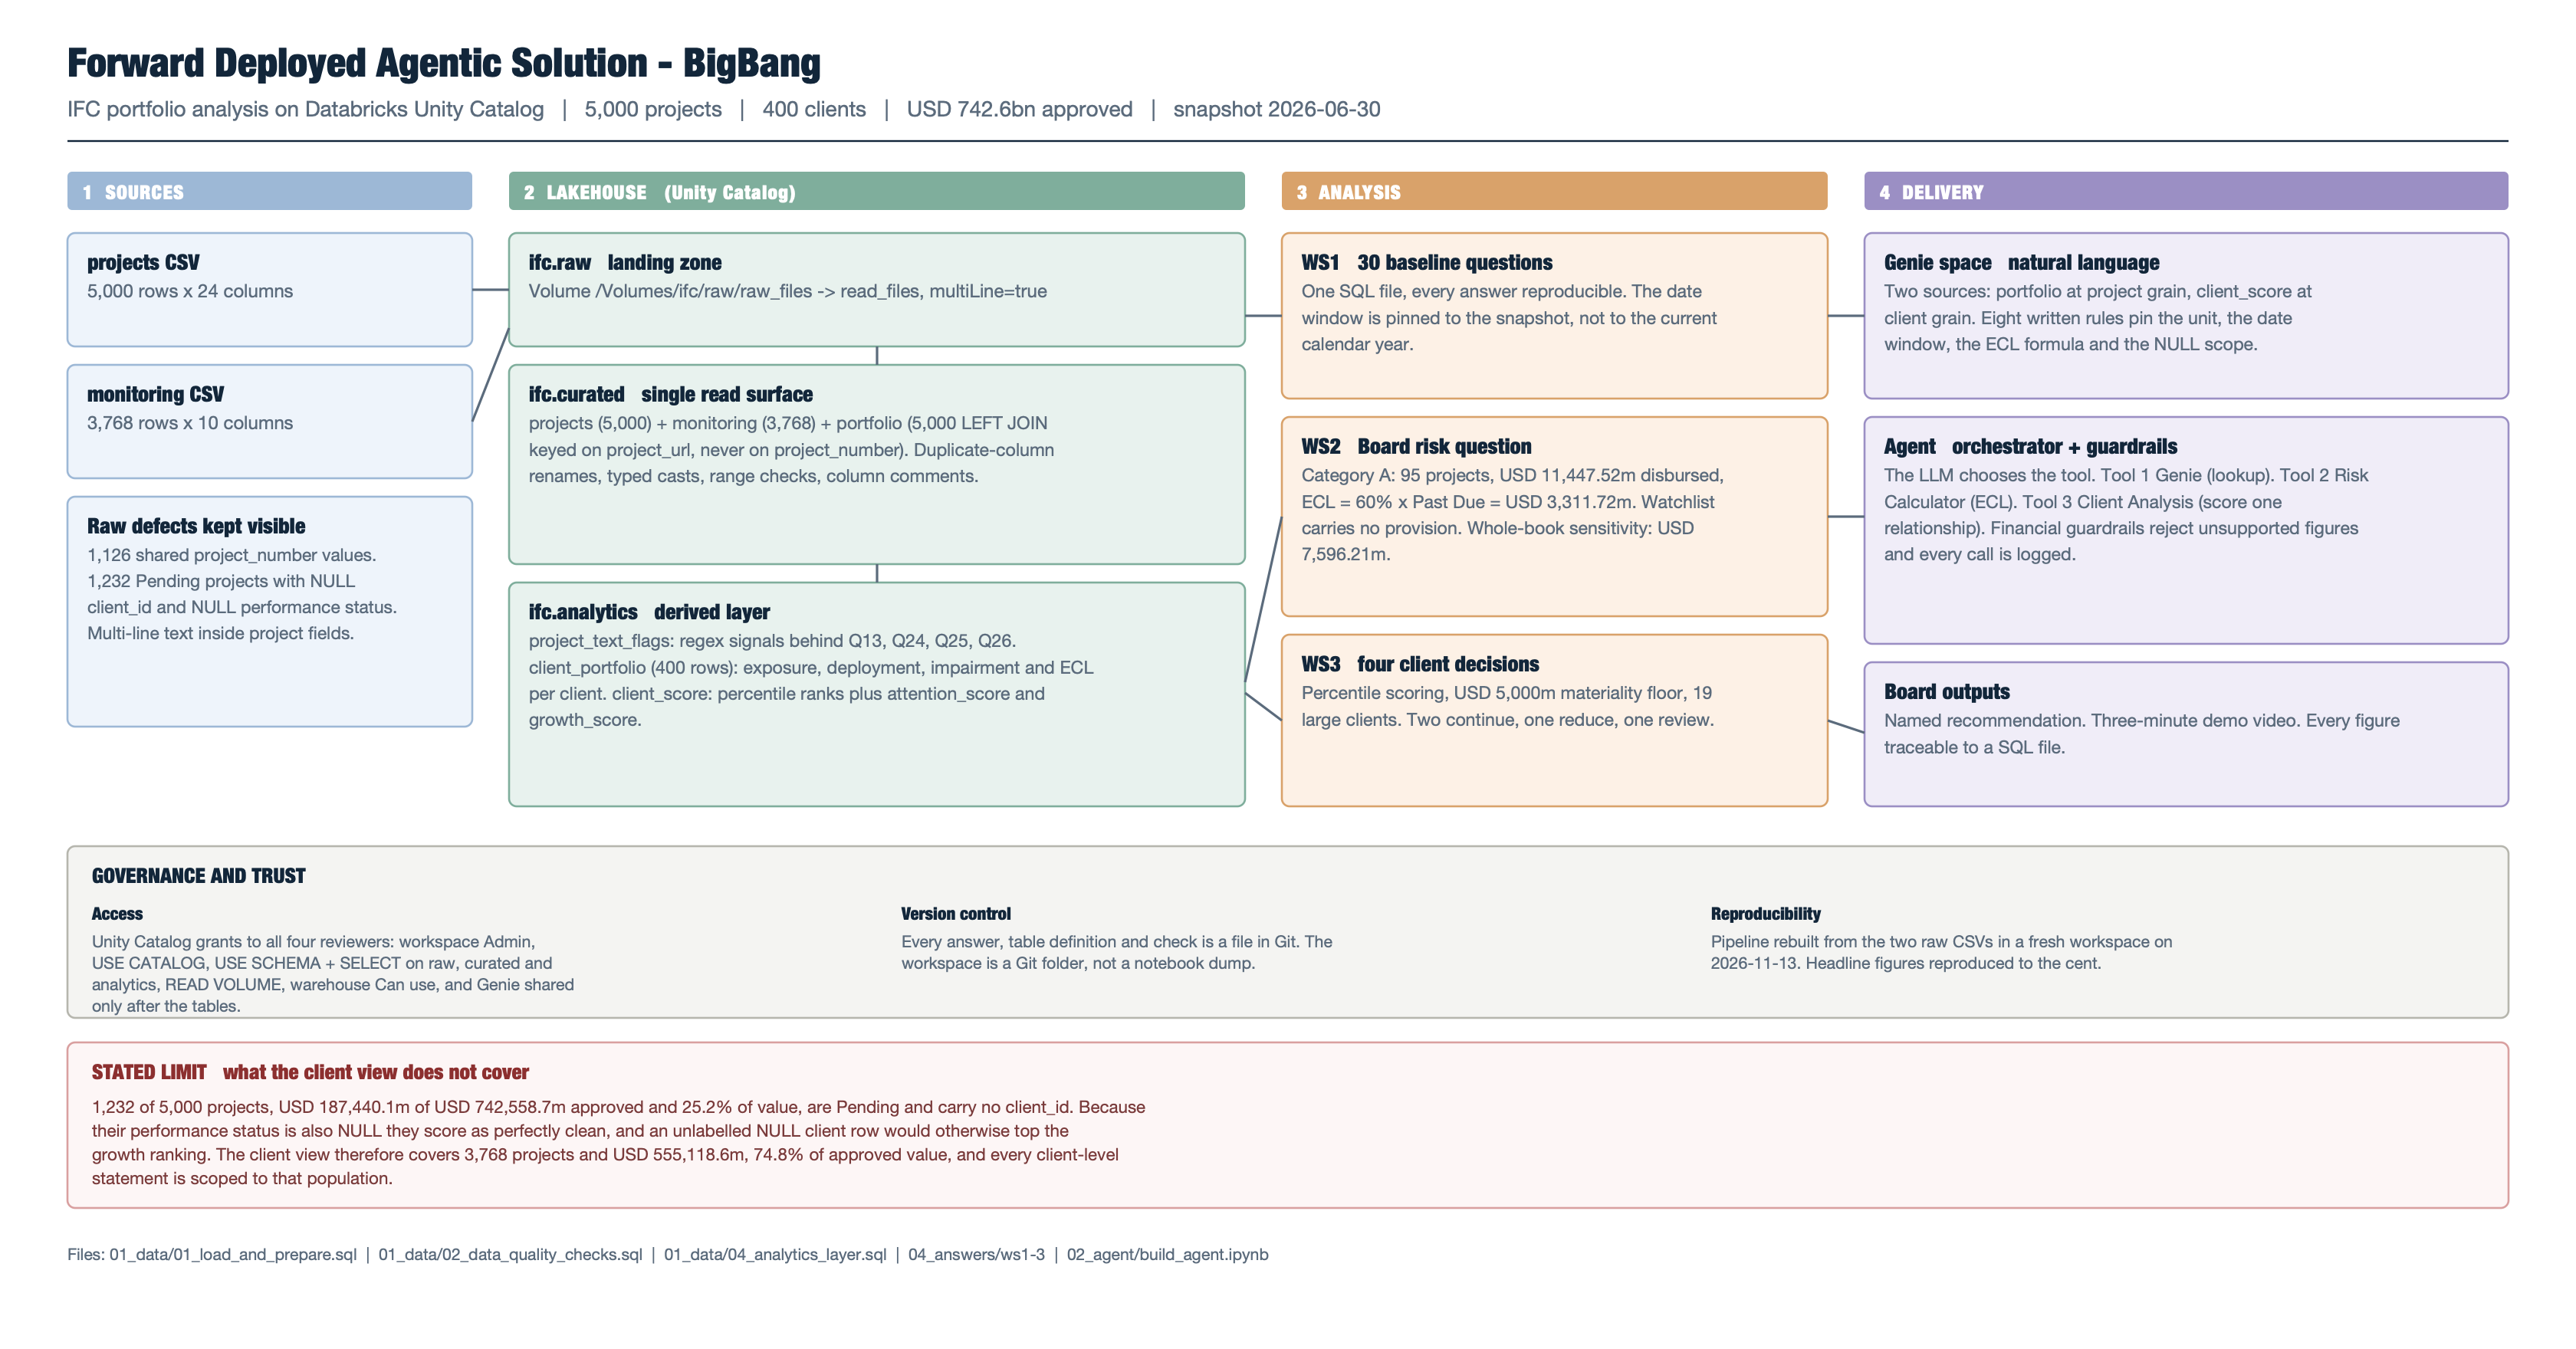 Forward Deployed Agentic Solution - BigBang
IFC portfolio analysis on Databricks Unity Catalog | 5,000 projects | 400 clients | USD 742.6bn approved | snapshot 2026-06-30
1 SOURCES
projects CSV
5,000 rows x 24 columns
monitoring CSV
3,768 rows x 10 columns
Raw defects kept visible
1,126 shared project_number values.
1,232 Pending projects with NULL
client_id and NULL performance status.
Multi-line text inside project fields.
2 LAKEHOUSE (Unity Catalog)
ifc.raw landing zone
Volume /Volumes/ifc/raw/raw_files -> read_files, multiLine=true
ifc.curated single read surface
projects (5,000) + monitoring (3,768) + portfolio (5,000 LEFT JOIN
keyed on project_url, never on project_number). Duplicate-column
renames, typed casts, range checks, column comments.
ifc.analytics derived layer
project_text_flags: regex signals behind Q13, Q24, Q25, Q26.
client_portfolio (400 rows): exposure, deployment, impairment and ECL
per client. client_score: percentile ranks plus attention_score and
growth_score.
3 ANALYSIS
WS1 30 baseline questions
One SQL file, every answer reproducible. The date
window is pinned to the snapshot, not to the current
calendar year.
WS2 Board risk question
Category A: 95 projects, USD 11,447.52m disbursed,
ECL = 60% x Past Due = USD 3,311.72m. Watchlist
carries no provision. Whole-book sensitivity: USD
7,596.21m.
WS3 four client decisions
Percentile scoring, USD 5,000m materiality floor, 19
large clients. Two continue, one reduce, one review.
4 DELIVERY
Genie space natural language
Two sources: portfolio at project grain, client_score at
client grain. Eight written rules pin the unit, the date
window, the ECL formula and the NULL scope.
Agent orchestrator + guardrails
The LLM chooses the tool. Tool 1 Genie (lookup). Tool 2 Risk
Calculator (ECL). Tool 3 Client Analysis (score one
relationship). Financial guardrails reject unsupported figures
and every call is logged.
Board outputs
Named recommendation. Three-minute demo video. Every figure
traceable to a SQL file.
GOVERNANCE AND TRUST
Access
Unity Catalog grants to all four reviewers: workspace Admin,
USE CATALOG, USE SCHEMA + SELECT on raw, curated and
analytics, READ VOLUME, warehouse Can use, and Genie shared
only after the tables.
Version control
Every answer, table definition and check is a file in Git. The
workspace is a Git folder, not a notebook dump.
Reproducibility
Pipeline rebuilt from the two raw CSVs in a fresh workspace on
2026-11-13. Headline figures reproduced to the cent.
STATED LIMIT what the client view does not cover
1,232 of 5,000 projects, USD 187,440.1m of USD 742,558.7m approved and 25.2% of value, are Pending and carry no client_id. Because
their performance status is also NULL they score as perfectly clean, and an unlabelled NULL client row would otherwise top the
growth ranking. The client view therefore covers 3,768 projects and USD 555,118.6m, 74.8% of approved value, and every client-level
statement is scoped to that population.
Files: 01_data/01_load_and_prepare.sql | 01_data/02_data_quality_checks.sql | 01_data/04_analytics_layer.sql | 04_answers/ws1-3 | 02_agent/build_agent.ipynb